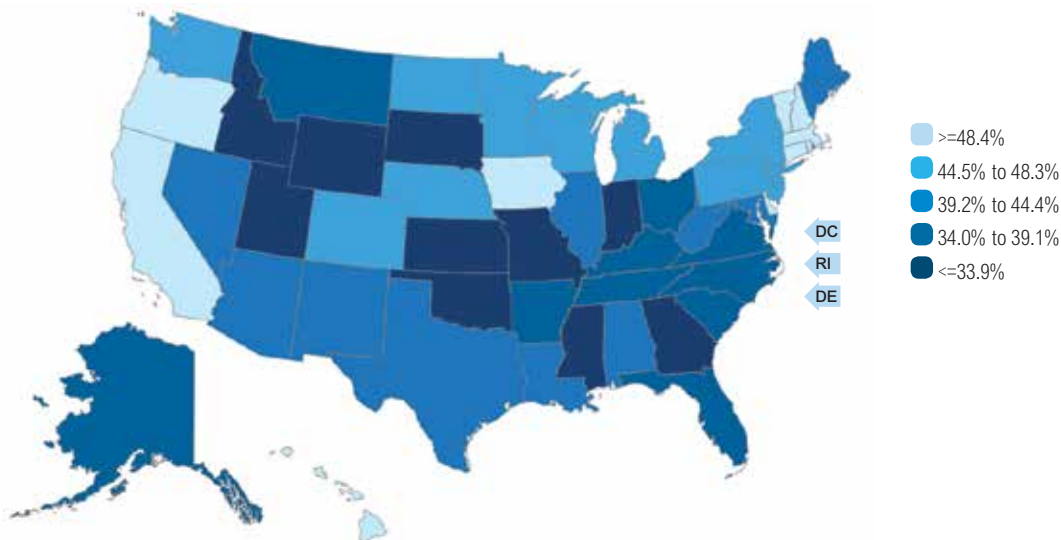 >=48.4%
44.5% to 48.3%
39.2% to 44.4%
34.0% to 39.1%
<=33.9%
DC
RI
DE